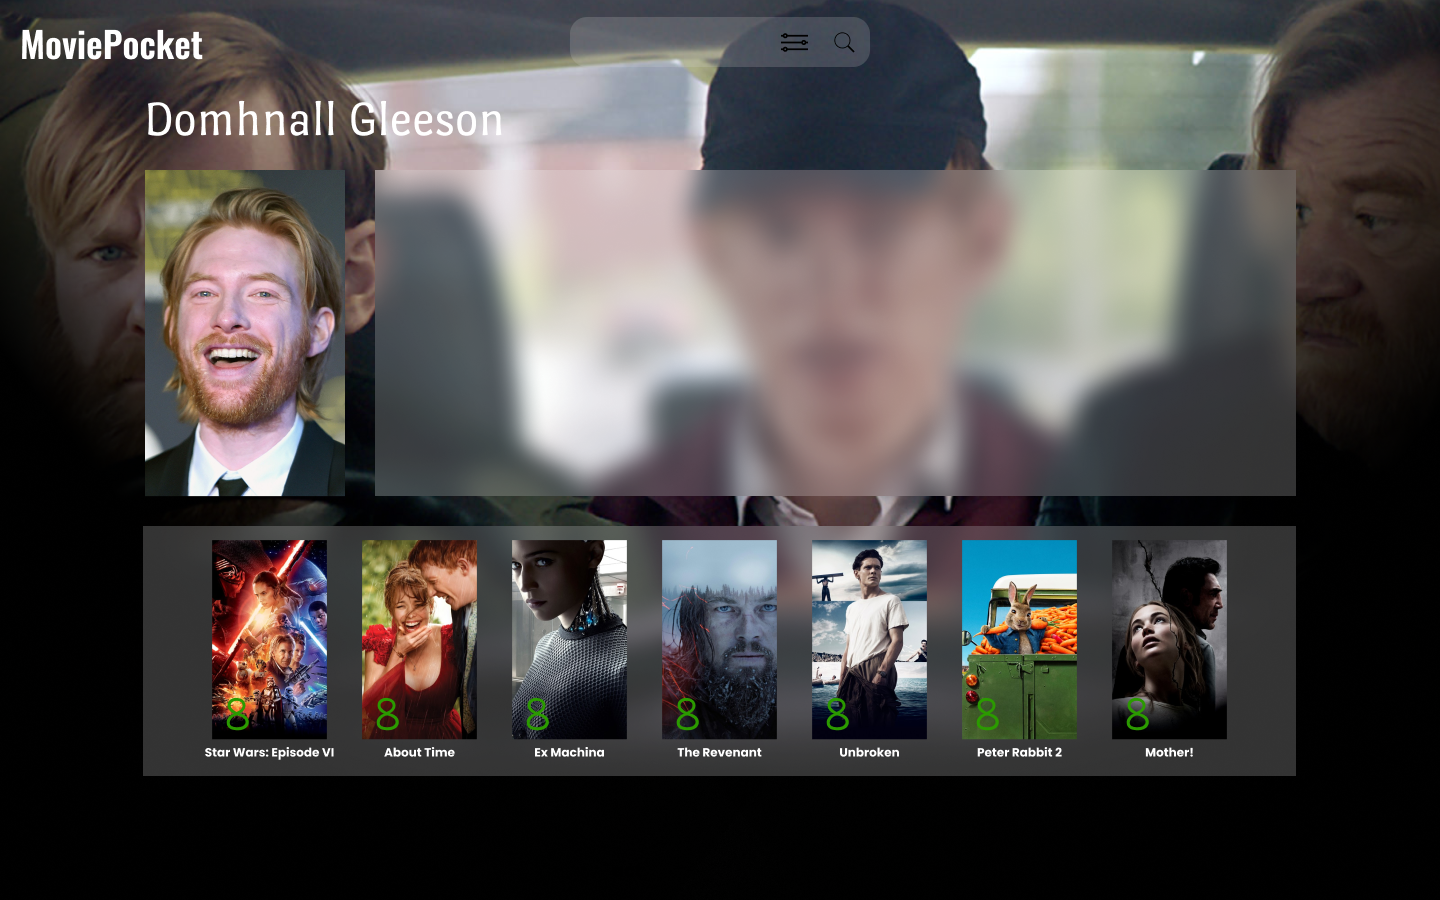 MoviePocket
Domhnall Gleeson
8
8
8
8
8
8
8
Star Wars: Episode VI
About Time
Ex Machina
The Revenant
Unbroken
Peter Rabbit 2
Mother!